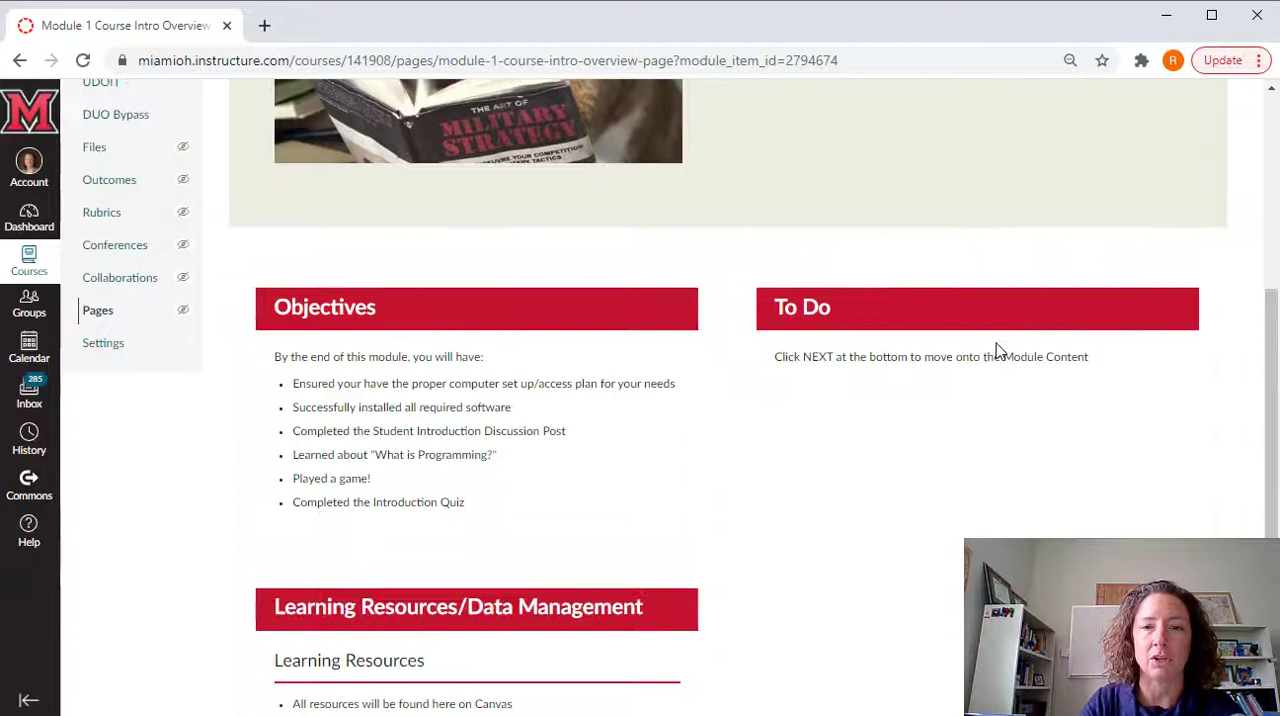 Module 1 Course Intro Overview
miamioh.instructure.com/courses/141908/pages/module-1-course-intro-overview-page?module_item_id=2794674
R
Update
M
Account
Dashboard
Courses
Groups
Calendar
285
Inbox
History
Commons
Help
UDOIT
DUO Bypass
Files
Outcomes
Rubrics
Conferences
Collaborations
Pages
Settings
THE ART OF
MILITARY
STRATEGY
Objectives
By the end of this module, you will have:
Ensured your have the proper computer set up/access plan for your needs
Successfully installed all required software
Completed the Student Introduction Discussion Post
Learned about "What is Programming?"
Played a game!
Completed the Introduction Quiz
To Do
Click NEXT at the bottom to move onto the Module Content
Learning Resources/Data Management
Learning Resources
All resources will be found here on Canvas